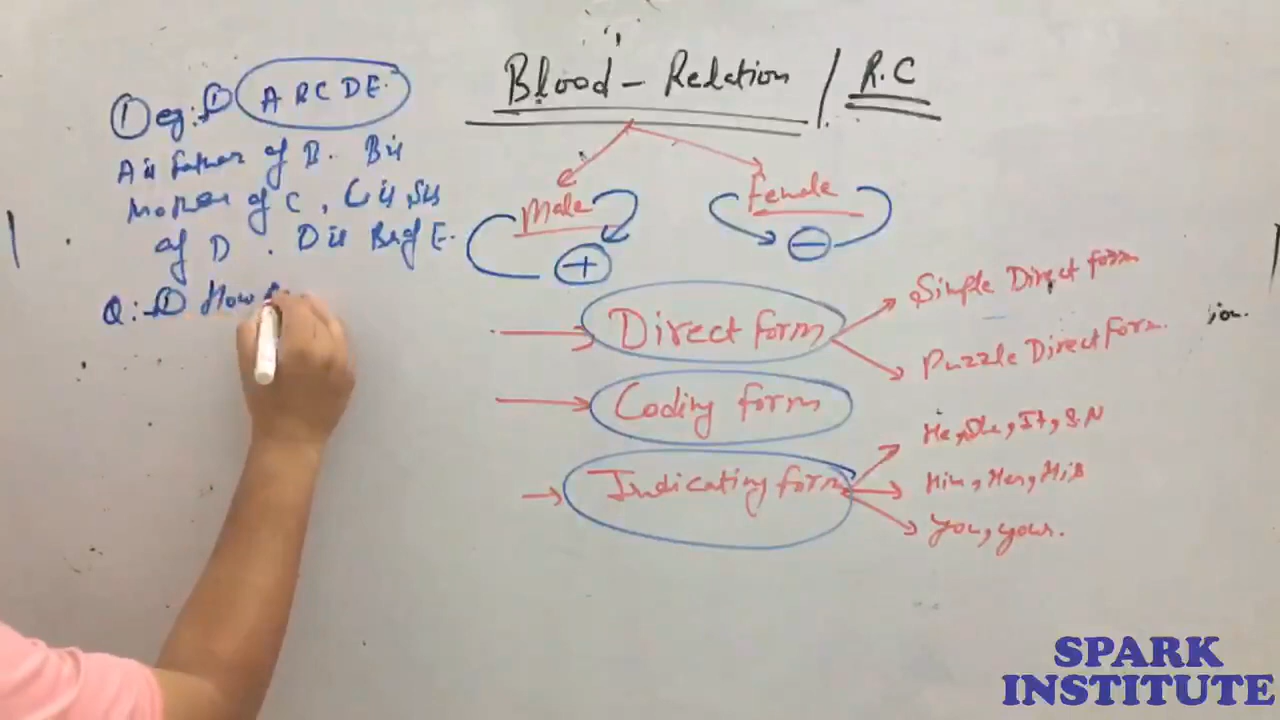 Blood - Relation / R.C
① eg:- ① A B C D E.
A is Father of B. B is
Mother of C, C is Sis
of D. D is Br of E.
Q:- ① How
Male
Female
+
−
Direct form
Simple Direct form
Puzzle Direct form.
ion.
Coding form
Indicating form
He, She, It, S.N
Him, Her, His
You, your.
SPARK
INSTITUTE